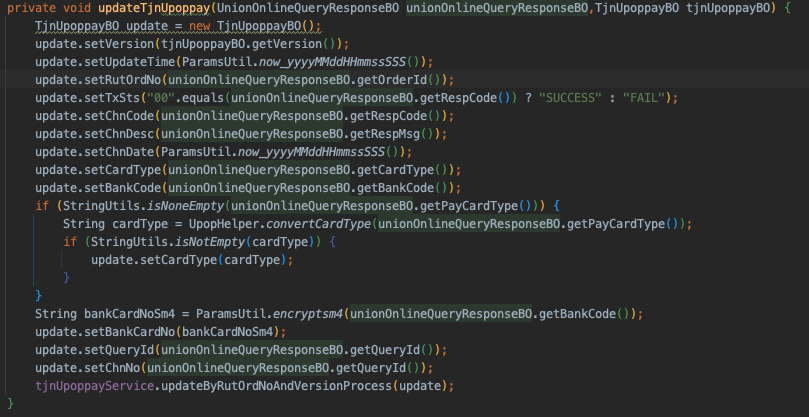 private void updateTjnUpoppay(UnionOnlineQueryResponseBO unionOnlineQueryResponseBO,TjnUpoppayBO tjnUpoppayBO) {
    TjnUpoppayBO update = new TjnUpoppayBO();
    update.setVersion(tjnUpoppayBO.getVersion());
    update.setUpdateTime(ParamsUtil.now_yyyyMMddHHmmssSSS());
    update.setRutOrdNo(unionOnlineQueryResponseBO.getOrderId());
    update.setTxSts("00".equals(unionOnlineQueryResponseBO.getRespCode()) ? "SUCCESS" : "FAIL");
    update.setChnCode(unionOnlineQueryResponseBO.getRespCode());
    update.setChnDesc(unionOnlineQueryResponseBO.getRespMsg());
    update.setChnDate(ParamsUtil.now_yyyyMMddHHmmssSSS());
    update.setCardType(unionOnlineQueryResponseBO.getCardType());
    update.setBankCode(unionOnlineQueryResponseBO.getBankCode());
    if (StringUtils.isNoneEmpty(unionOnlineQueryResponseBO.getPayCardType())) {
        String cardType = UpopHelper.convertCardType(unionOnlineQueryResponseBO.getPayCardType());
        if (StringUtils.isNotEmpty(cardType)) {
            update.setCardType(cardType);
        }
    }
    String bankCardNoSm4 = ParamsUtil.encryptsm4(unionOnlineQueryResponseBO.getBankCode());
    update.setBankCardNo(bankCardNoSm4);
    update.setQueryId(unionOnlineQueryResponseBO.getQueryId());
    update.setChnNo(unionOnlineQueryResponseBO.getQueryId());
    tjnUpoppayService.updateByRutOrdNoAndVersionProcess(update);
}